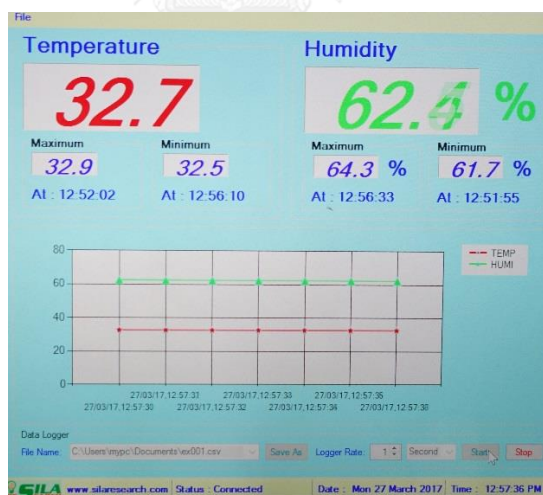 File
Temperature
Humidity
32.7
62.4 %
Maximum
Minimum
Maximum
Minimum
32.9
32.5
64.3 %
61.7 %
At : 12:52:02
At : 12:56:10
At : 12:56:33
At : 12:51:55
80
60
40
20
0
TEMP
HUMI
27/03/17,12:57:31 27/03/17,12:57:33 27/03/17,12:57:35
27/03/17,12:57:30 27/03/17,12:57:32 27/03/17,12:57:34 27/03/17,12:57:36
Data Logger
File Name: C:\Users\mypc\Documents\ex001.csv Save As Logger Rate: 1 Second Start Stop
SILA www.silaresearch.com Status : Connected Date : Mon 27 March 2017 Time : 12:57:36 PM